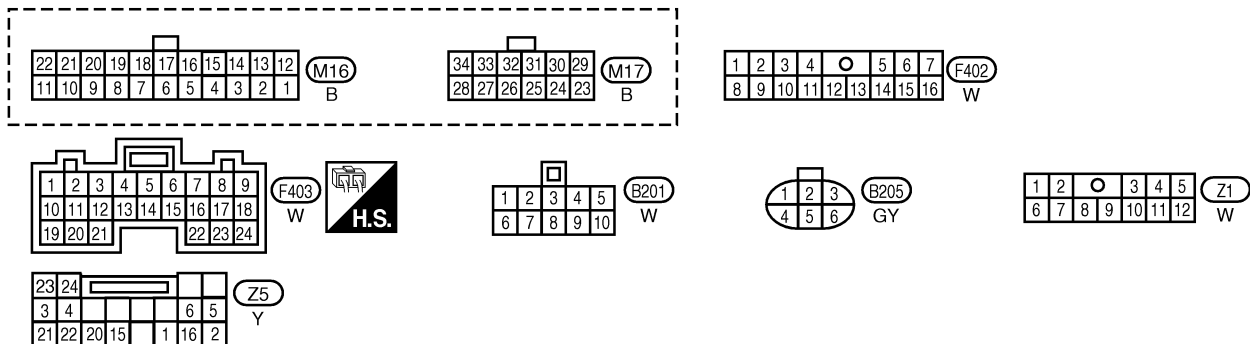 22 21 20 19 18 17 16 15 14 13 12
11 10 9 8 7 6 5 4 3 2 1
M16
B
34 33 32 31 30 29
28 27 26 25 24 23
M17
B
1 2 3 4 5 6 7
8 9 10 11 12 13 14 15 16
F402
W
1 2 3 4 5 6 7 8 9
10 11 12 13 14 15 16 17 18
19 20 21 22 23 24
F403
W
H.S.
1 2 3 4 5
6 7 8 9 10
B201
W
1 2 3
4 5 6
B205
GY
1 2 3 4 5
6 7 8 9 10 11 12
Z1
W
23 24
3 4 6 5
21 22 20 15 1 16 2
Z5
Y